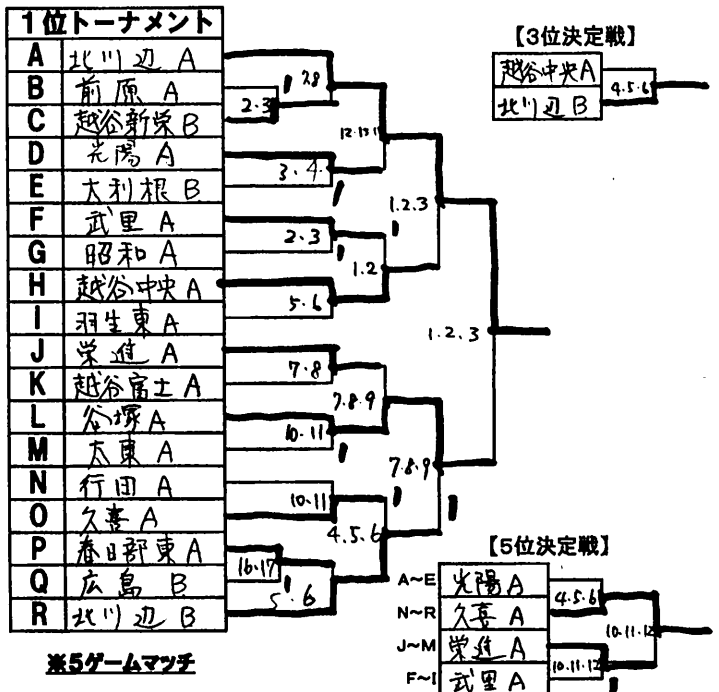 1位トーナメント
A 北川辺 A
B 前原 A
C 越谷新栄 B
D 光陽 A
E 大利根 B
F 武里 A
G 昭和 A
H 越谷中央 A
I 羽生東 A
J 栄進 A
K 越谷富士 A
L 谷塚 A
M 太東 A
N 行田 A
O 久喜 A
P 春日部東 A
Q 広島 B
R 北川辺 B
※5ゲームマッチ
2.3
3.4
2.3
5.6
7.8
10.11
10.11
16.17
5.6
7.8
1.2
7.8.9
4.5.6
1.2.3
7.8.9
1.2.3
【3位決定戦】
越谷中央A
北川辺 B
4.5.6
【5位決定戦】
A~E 光陽 A
N~R 久喜 A
J~M 栄進 A
F~I 武里 A
4.5.6
10.11.12
10.11.12